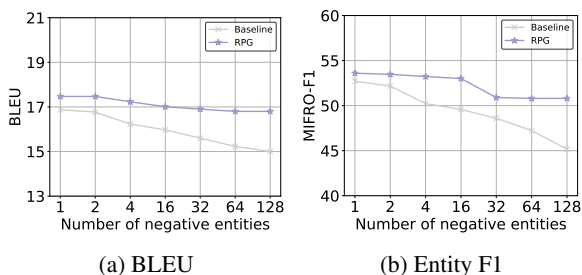 21
19
17
15
13
BLEU
Baseline
RPG
1 2 4 16 32 64 128
Number of negative entities
(a) BLEU
60
55
50
45
40
MIFRO-F1
Baseline
RPG
1 2 4 16 32 64 128
Number of negative entities
(b) Entity F1